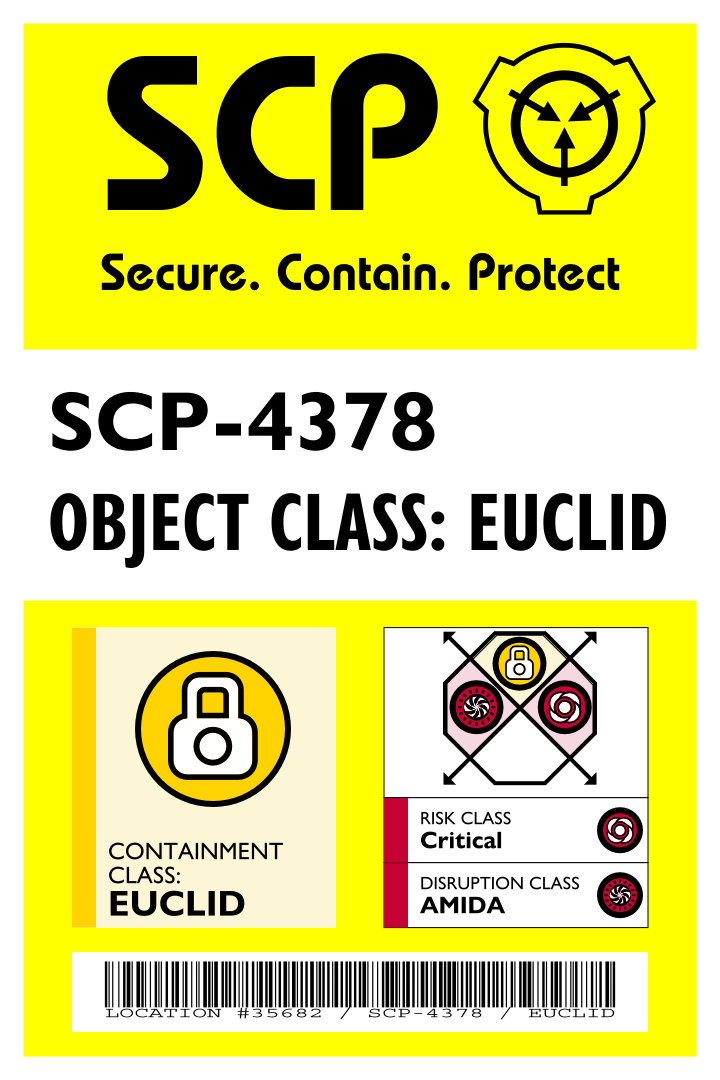 SCP
Secure. Contain. Protect
SCP-4378
OBJECT CLASS: EUCLID
CONTAINMENT
CLASS:
EUCLID
RISK CLASS
Critical
DISRUPTION CLASS
AMIDA
LOCATION #35682 / SCP-4378 / EUCLID